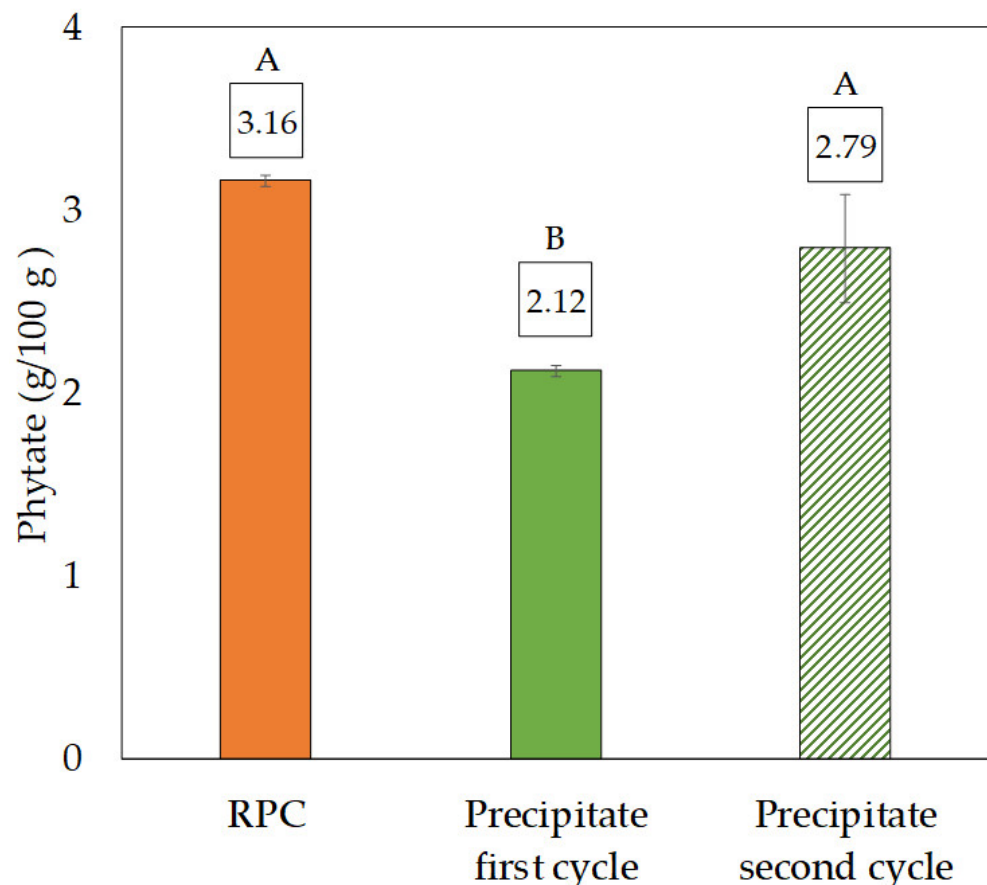 4
A
A
3.16
2.79
3
B
2.12
2
1
0
Phytate (g/100 g )
RPC
Precipitate
first cycle
Precipitate
second cycle